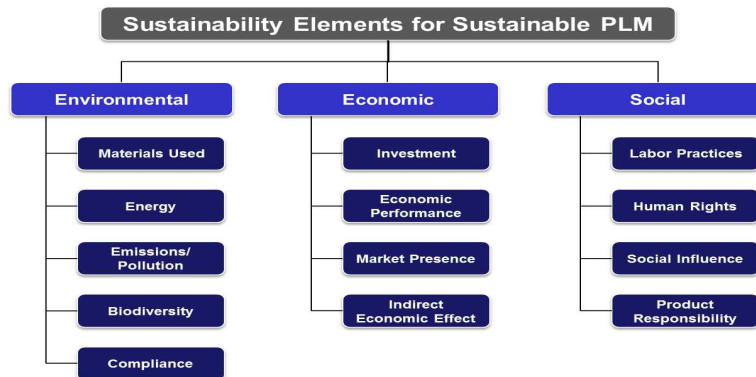 Sustainability Elements for Sustainable PLM
Environmental
Materials Used
Energy
Emissions/
Pollution
Biodiversity
Compliance
Economic
Investment
Economic
Performance
Market Presence
Indirect
Economic Effect
Social
Labor Practices
Human Rights
Social Influence
Product
Responsibility